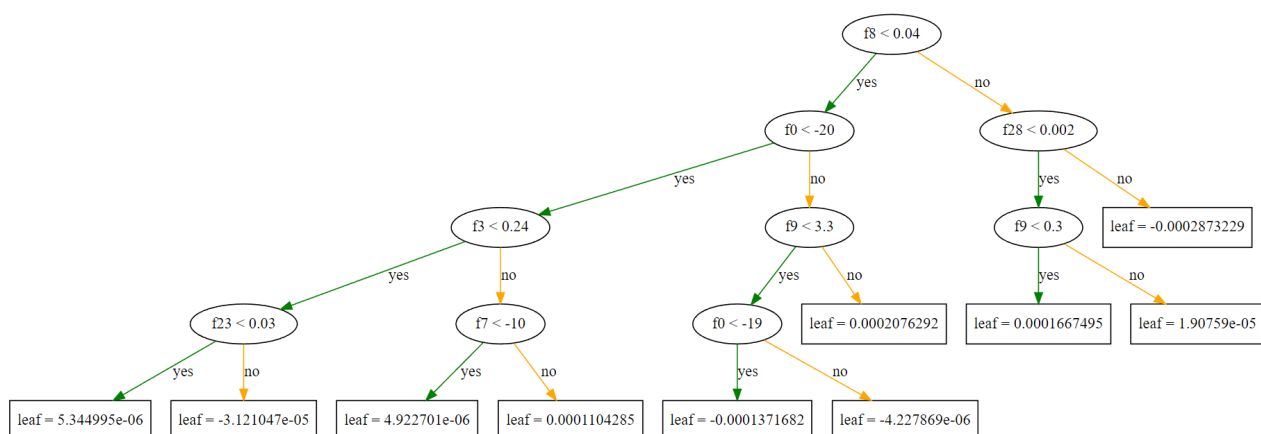 f8 < 0.04
yes
no
f0 < -20
f28 < 0.002
yes
no
yes
no
f3 < 0.24
f9 < 3.3
f9 < 0.3
leaf = -0.0002873229
yes
no
yes
no
yes
no
f23 < 0.03
f7 < -10
f0 < -19
leaf = 0.0002076292
leaf = 0.0001667495
leaf = 1.90759e-05
yes
no
yes
no
yes
no
leaf = 5.344995e-06
leaf = -3.121047e-05
leaf = 4.922701e-06
leaf = 0.0001104285
leaf = -0.0001371682
leaf = -4.227869e-06